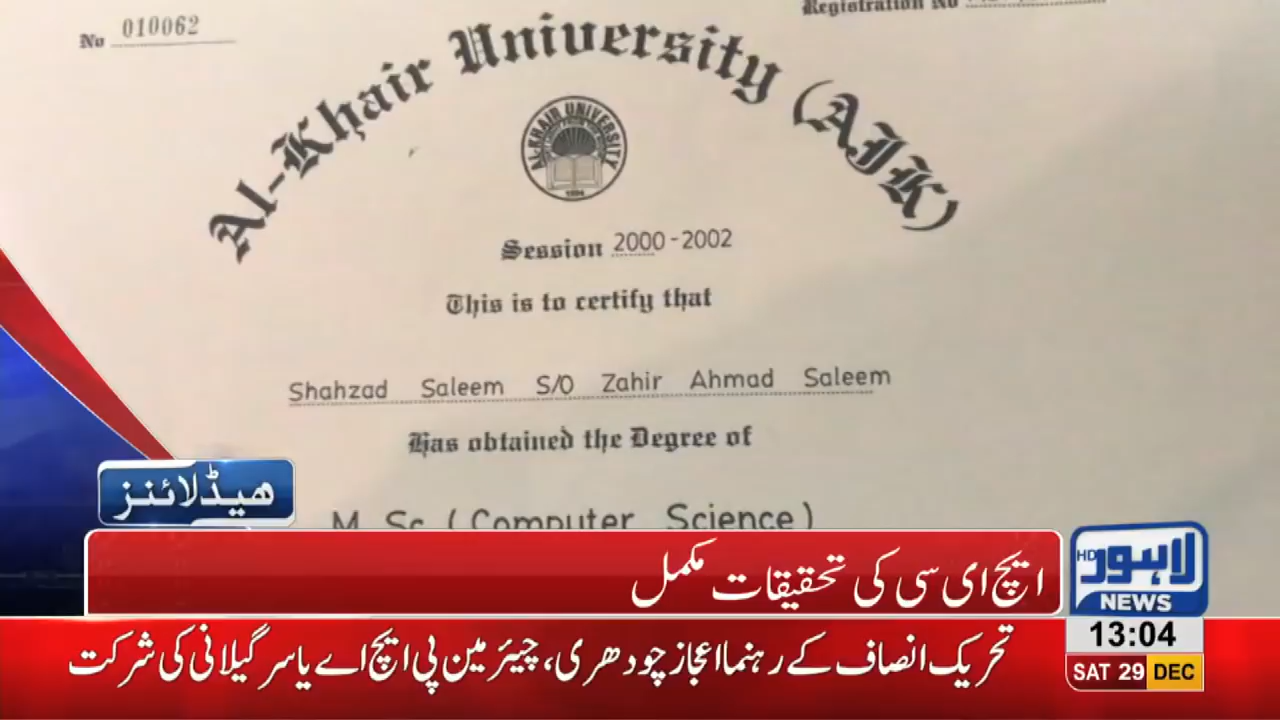 No 010062
Registration No
Al-Khair University (AJK)
AL-KHAIR UNIVERSITY
Session 2000-2002
This is to certify that
Shahzad Saleem S/O Zahir Ahmad Saleem
Has obtained the Degree of
M.Sc (Computer Science)
ھیڈلائنز
ایچ ای سی کی تحقیقات مکمل
لاہور HD
NEWS
13:04
تحریک انصاف کے رہنما اعجاز چودھری، چیئرمین پی ایچ اے یاسر گیلانی کی شرکت
SAT 29 DEC